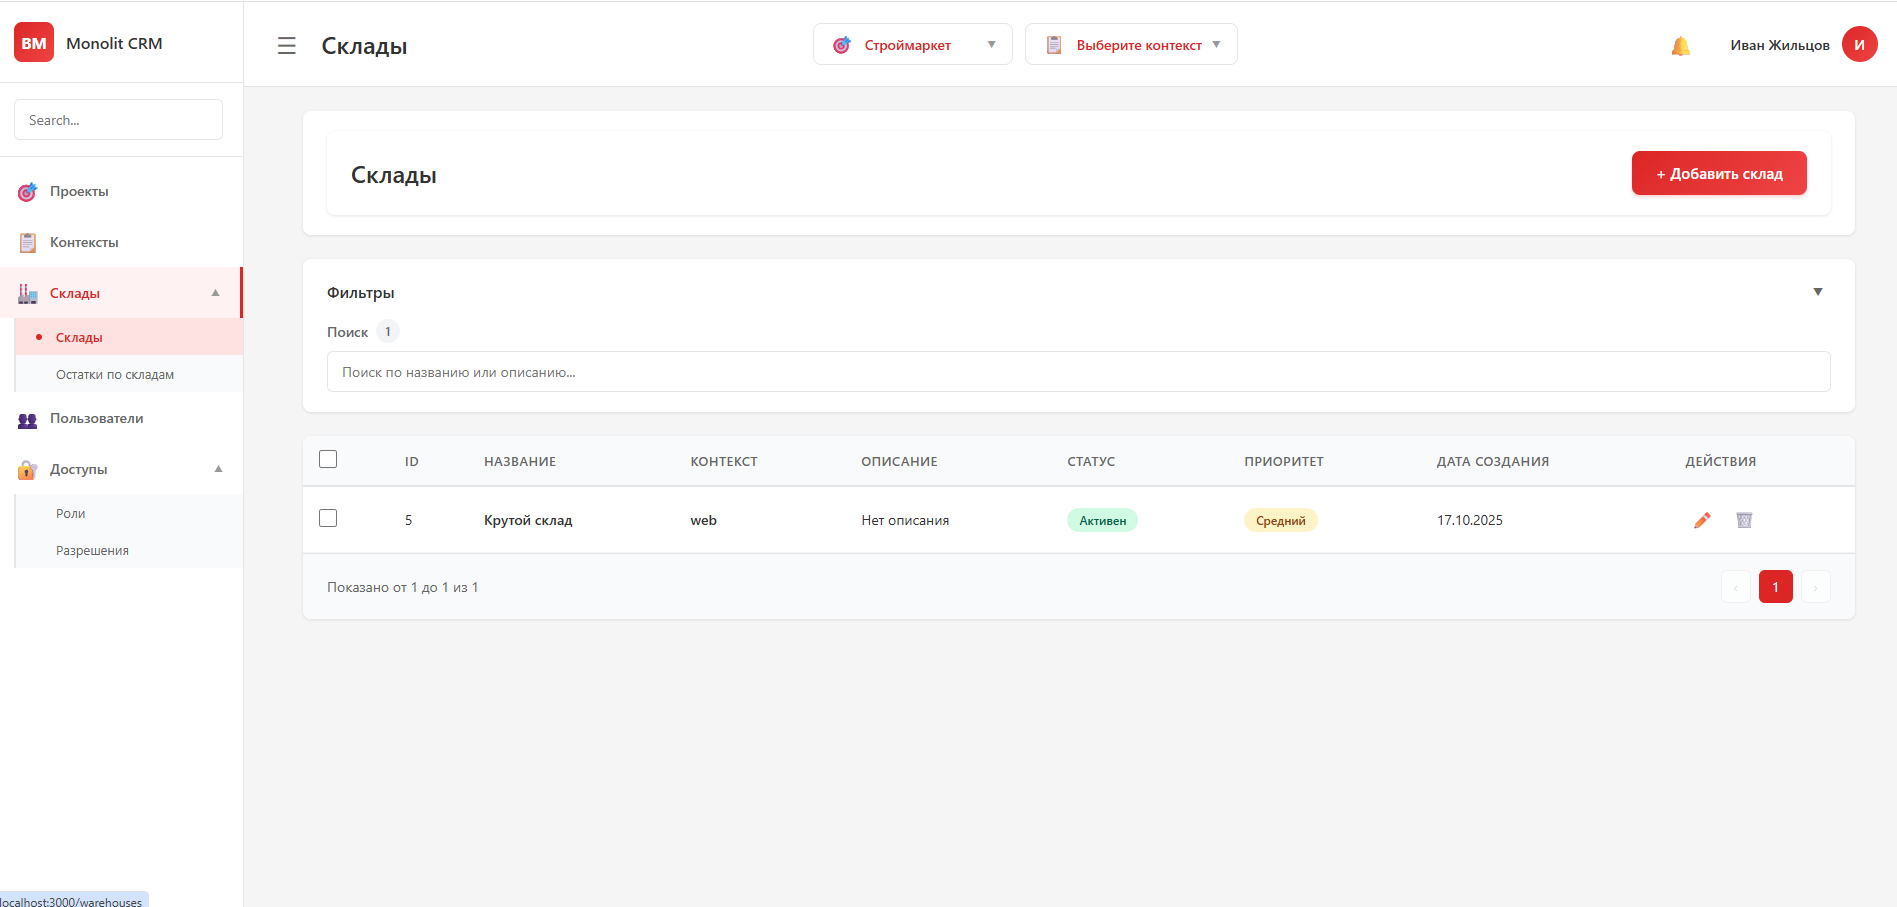 BM Monolit CRM
Search...
Проекты
Контексты
Склады
Склады
Остатки по складам
Пользователи
Доступы
Роли
Разрешения
localhost:3000/warehouses
Склады
Строймаркет
Выберите контекст
Иван Жильцов И
Склады
+ Добавить склад
Фильтры
Поиск 1
Поиск по названию или описанию...
ID НАЗВАНИЕ КОНТЕКСТ ОПИСАНИЕ СТАТУС ПРИОРИТЕТ ДАТА СОЗДАНИЯ ДЕЙСТВИЯ
5 Крутой склад web Нет описания Активен Средний 17.10.2025
Показано от 1 до 1 из 1
‹ 1 ›